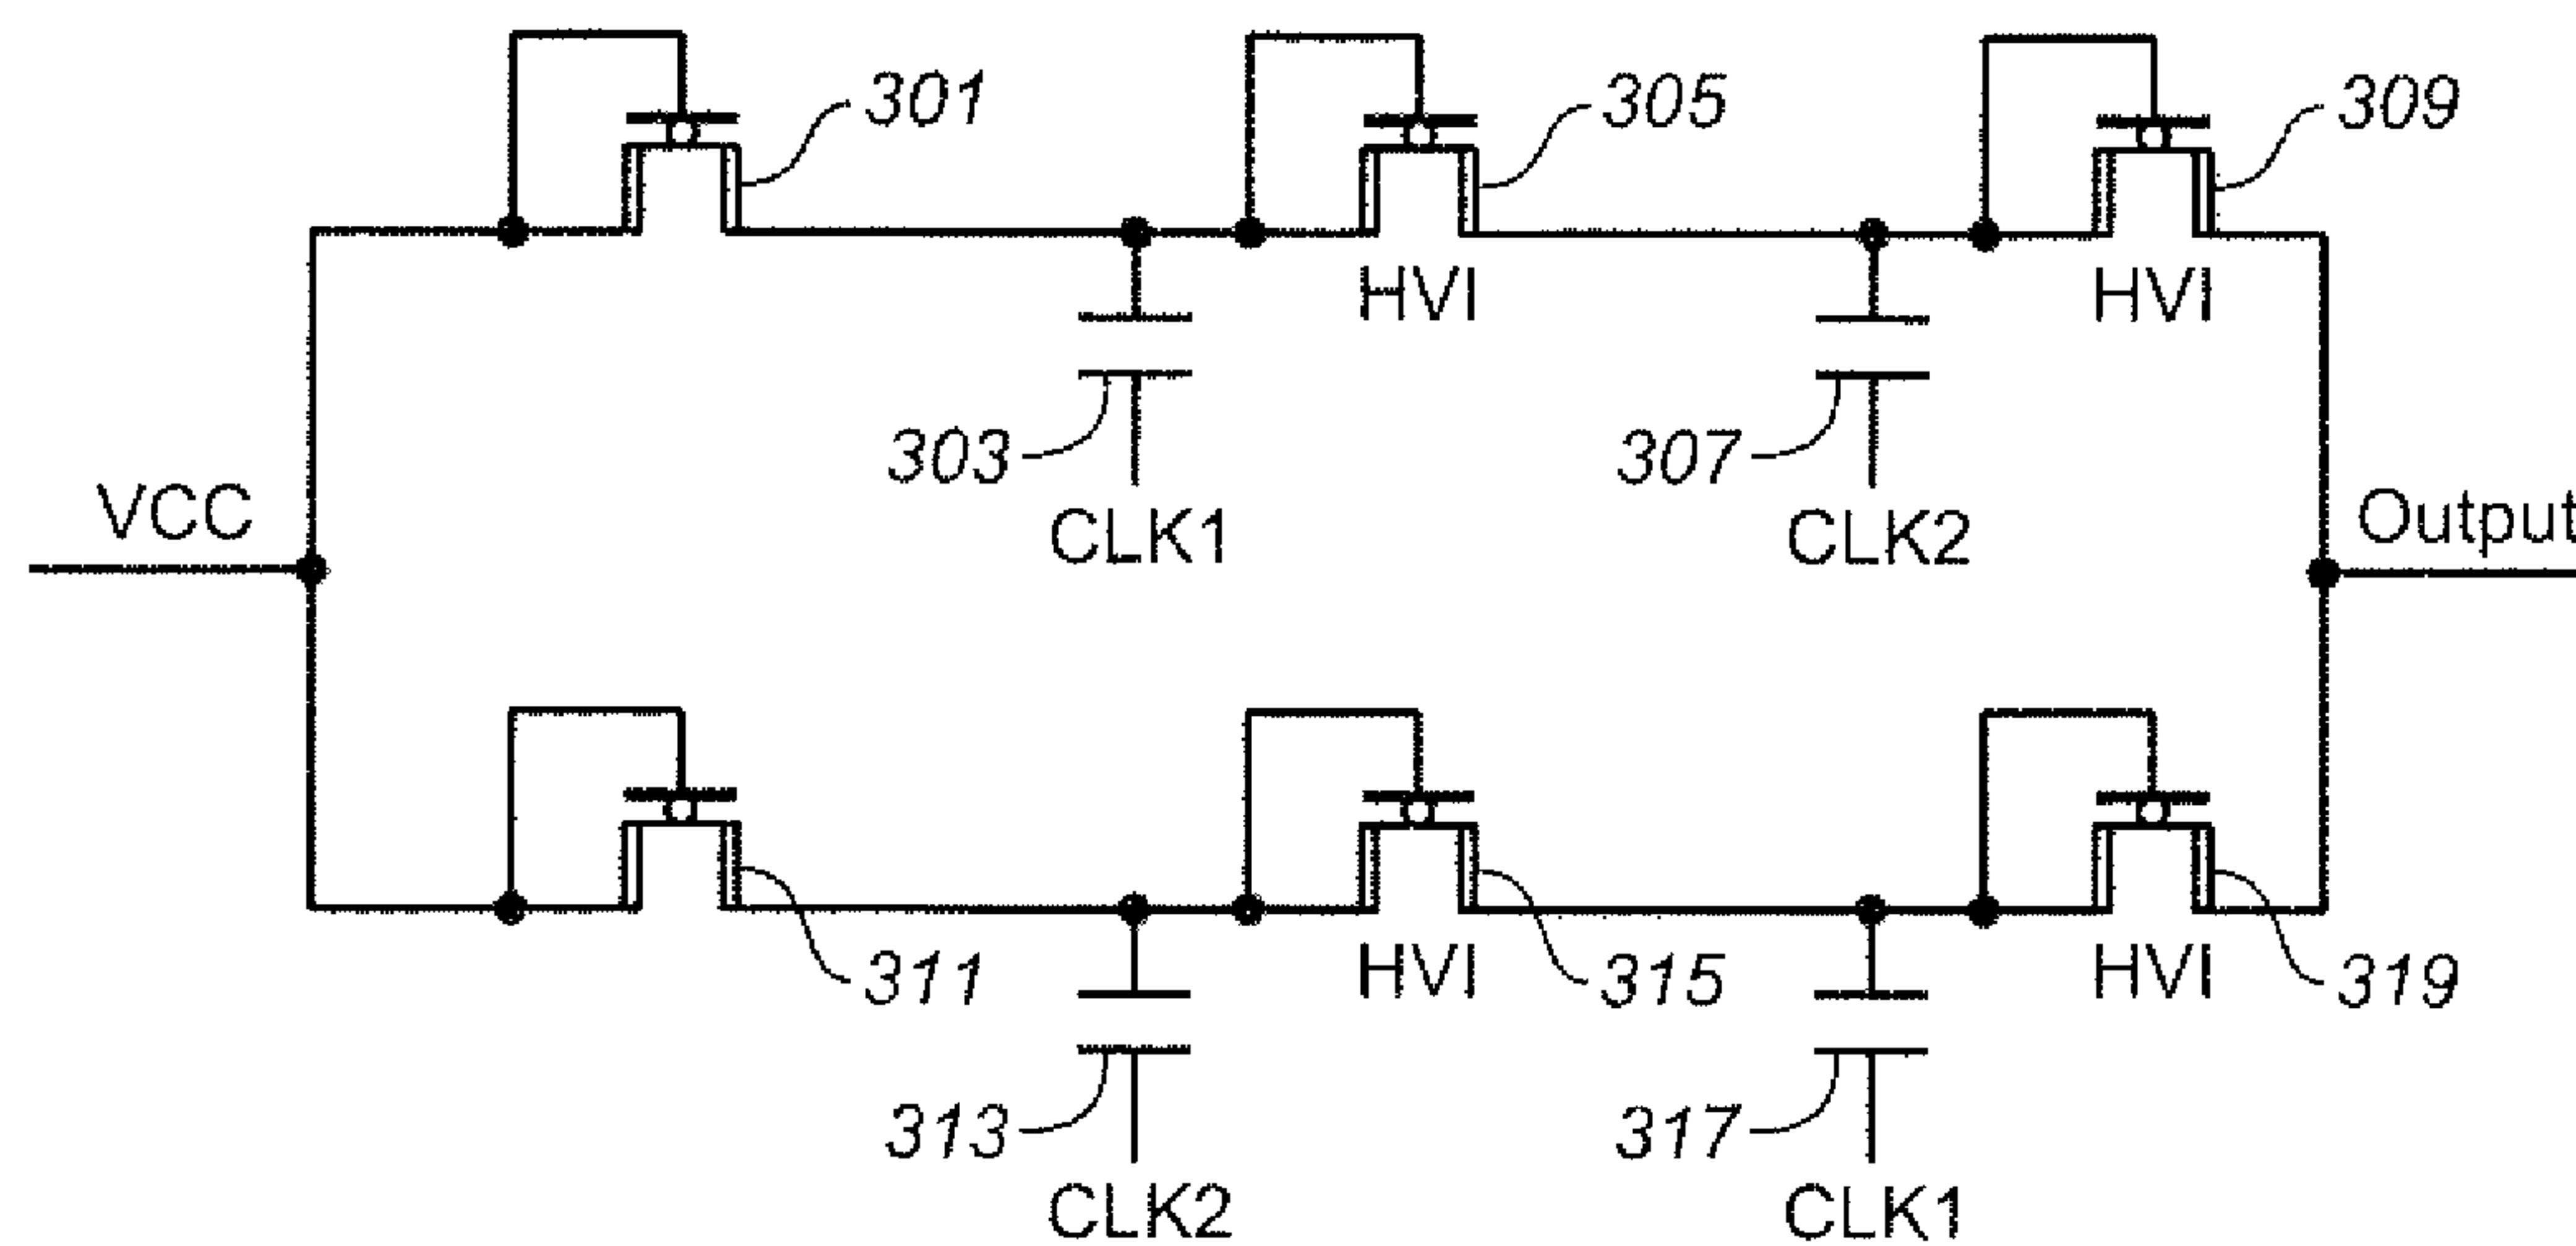 301
305
309
HVI
HVI
303
307
CLK1
CLK2
VCC
Output
311
HVI
315
HVI
319
313
317
CLK2
CLK1